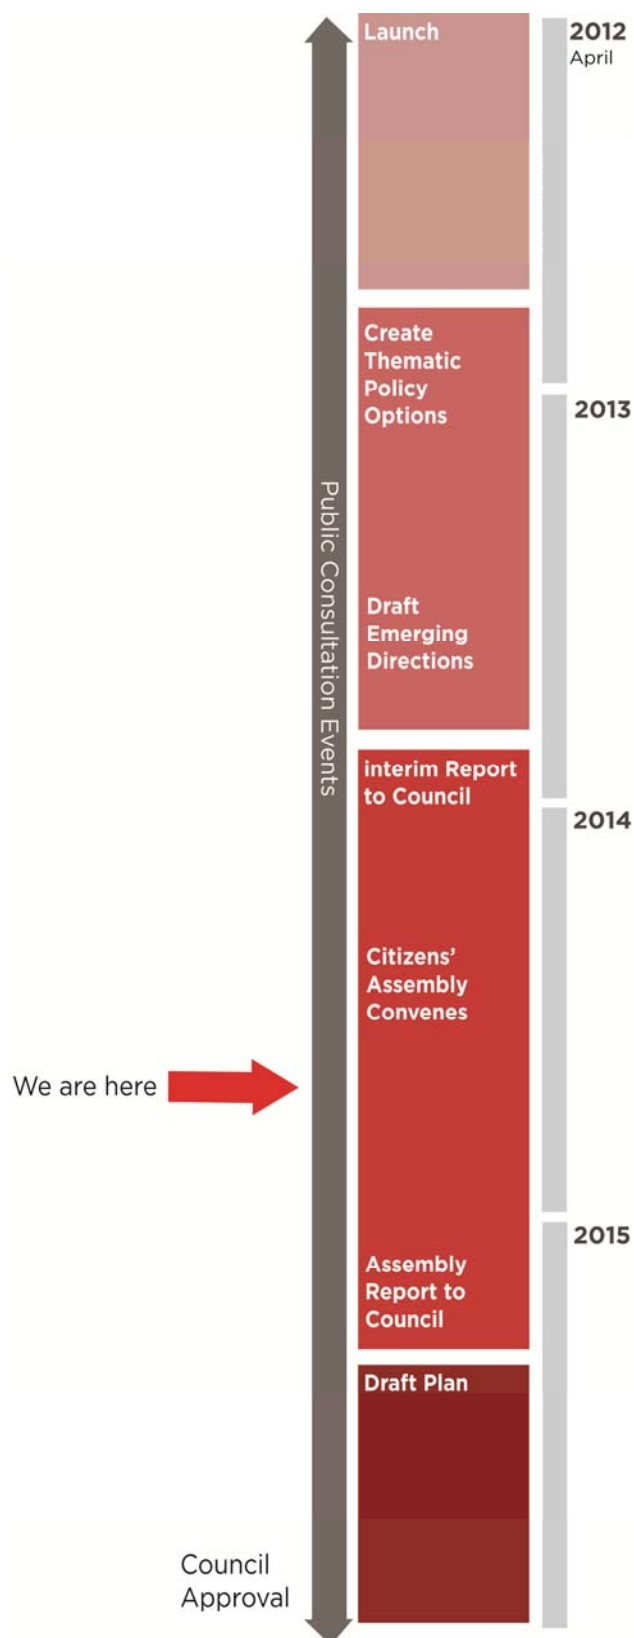 Launch
2012
April
Create
Thematic
Policy
Options
2013
Public Consultation Events
Draft
Emerging
Directions
interim Report
to Council
2014
Citizens’
Assembly
Convenes
We are here
2015
Assembly
Report to
Council
Draft Plan
Council
Approval